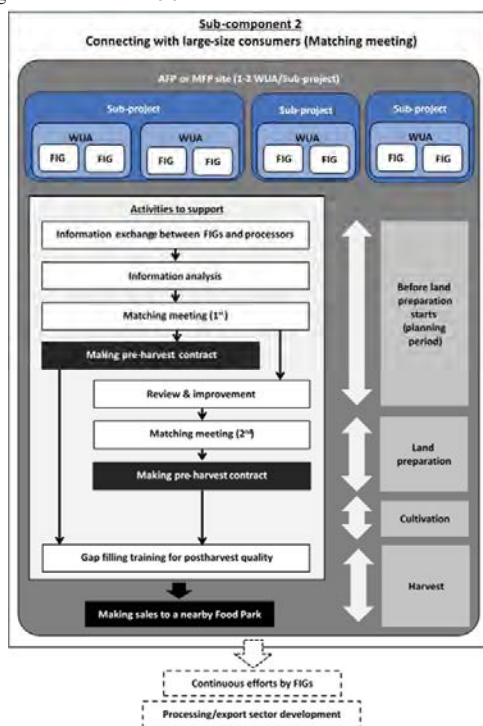 Sub-component 2
Connecting with large-size consumers (Matching meeting)
AFP or MFP site (1-2 WUA/Sub-project)
Sub-project
Sub-project
Sub-project
WUA
WUA
WUA
WUA
FIG
FIG
FIG
FIG
FIG
FIG
FIG
FIG
Activities to support
Information exchange between FIGs and processors
Information analysis
Matching meeting (1st)
Making pre-harvest contract
Review & improvement
Matching meeting (2nd)
Making pre-harvest contract
Gap filling training for postharvest quality
Making sales to a nearby Food Park
Before land
preparation
starts
(planning
period)
Land
preparation
Cultivation
Harvest
Continuous efforts by FIGs
Processing/export sector development